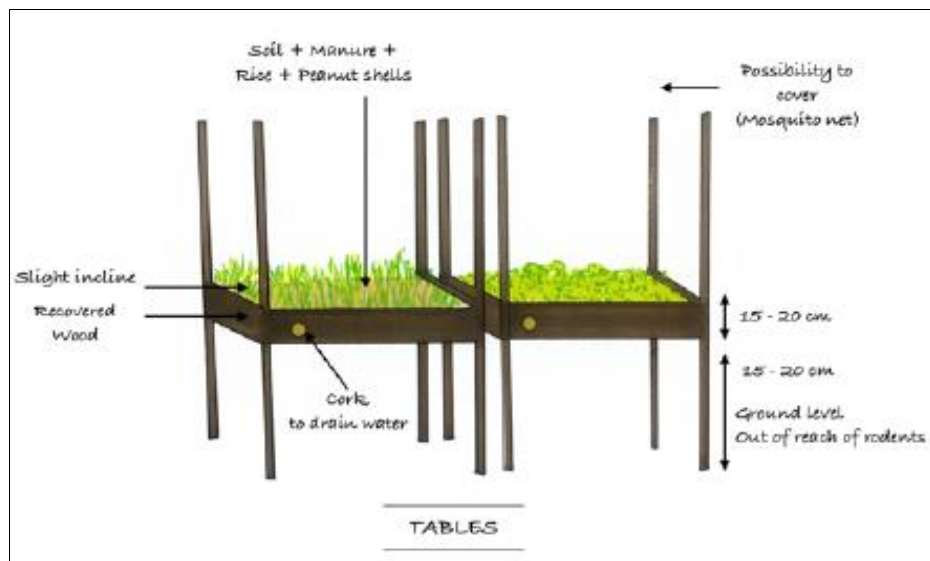 Soil + Manure +
Rice + Peanut shells
Possibility to
cover
(Mosquito net)
Slight incline
Recovered
Wood
15 - 20 cm
15 - 20 cm
Cork
to drain water
Ground level
Out of reach of rodents
TABLES